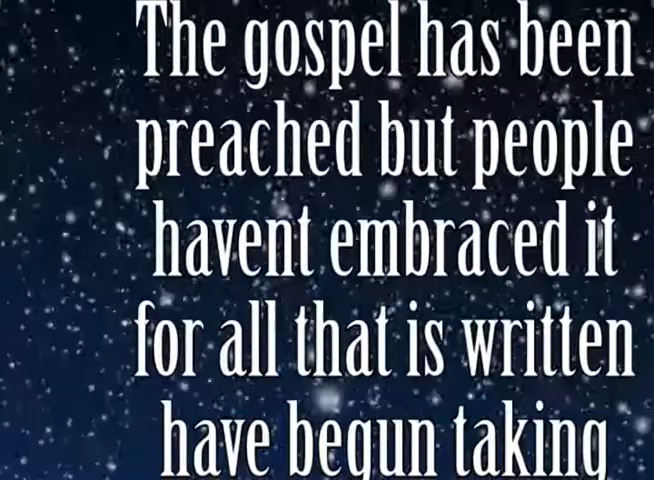 The gospel has been
preached but people
havent embraced it
for all that is written
have begun taking